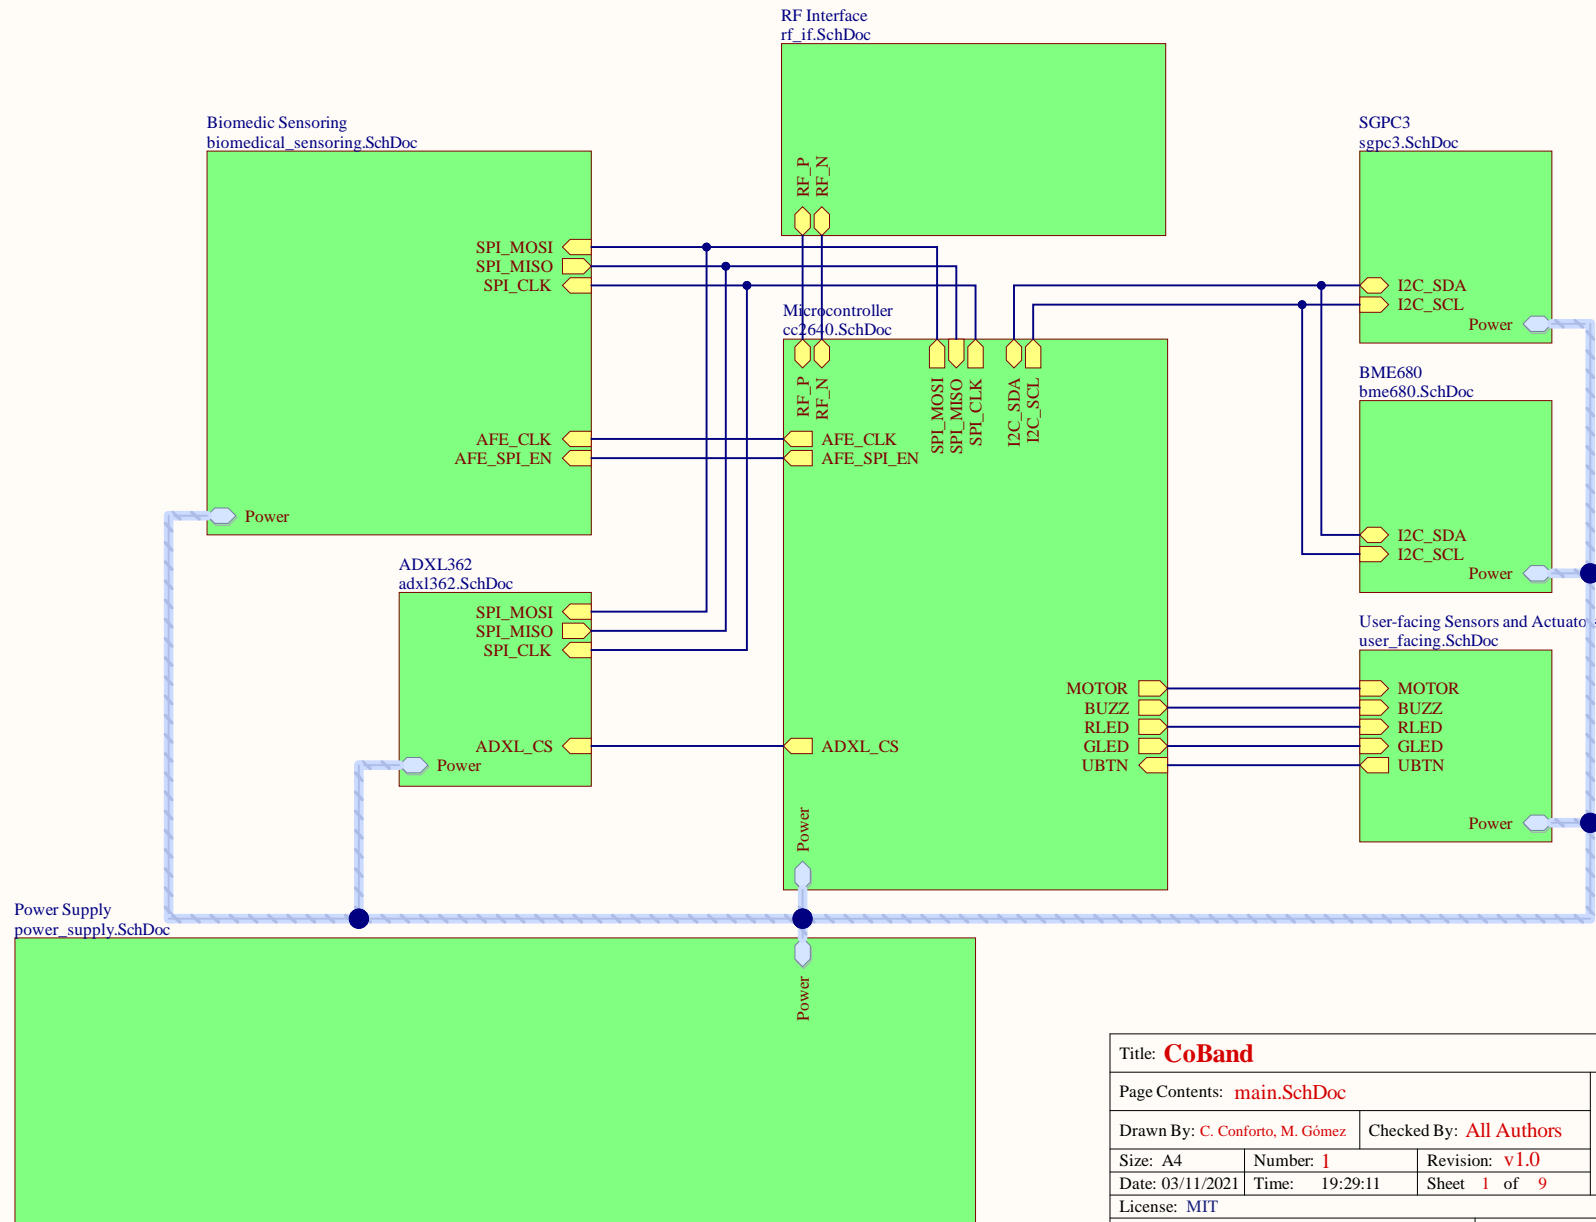 RF Interface
rf_if.SchDoc
RF_P
RF_N
Biomedic Sensoring
biomedical_sensoring.SchDoc
SPI_MOSI
SPI_MISO
SPI_CLK
AFE_CLK
AFE_SPI_EN
Power
SGPC3
sgpc3.SchDoc
I2C_SDA
I2C_SCL
Power
Microcontroller
cc2640.SchDoc
RF_P
RF_N
SPI_MOSI
SPI_MISO
SPI_CLK
I2C_SDA
I2C_SCL
AFE_CLK
AFE_SPI_EN
MOTOR
BUZZ
RLED
GLED
UBTN
ADXL_CS
Power
BME680
bme680.SchDoc
I2C_SDA
I2C_SCL
Power
ADXL362
adxl362.SchDoc
SPI_MOSI
SPI_MISO
SPI_CLK
ADXL_CS
Power
User-facing Sensors and Actuato
user_facing.SchDoc
MOTOR
BUZZ
RLED
GLED
UBTN
Power
Power Supply
power_supply.SchDoc
Power
Title: CoBand
Page Contents: main.SchDoc
Drawn By: C. Conforto, M. Gómez Checked By: All Authors
Size: A4 Number: 1 Revision: v1.0
Date: 03/11/2021 Time: 19:29:11 Sheet 1 of 9
License: MIT